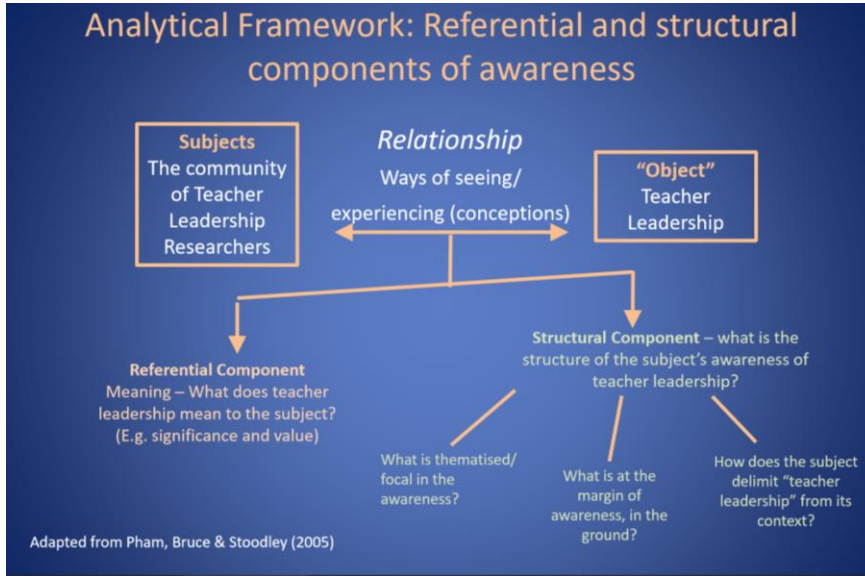 Analytical Framework: Referential and structural
components of awareness
Subjects
The community
of Teacher
Leadership
Researchers
Relationship
Ways of seeing/
experiencing (conceptions)
“Object”
Teacher
Leadership
Referential Component
Meaning – What does teacher
leadership mean to the subject?
(E.g. significance and value)
Structural Component – what is the
structure of the subject’s awareness of
teacher leadership?
What is thematised/
focal in the
awareness?
What is at the
margin of
awareness, in the
ground?
How does the subject
delimit “teacher
leadership” from its
context?
Adapted from Pham, Bruce & Stoodley (2005)